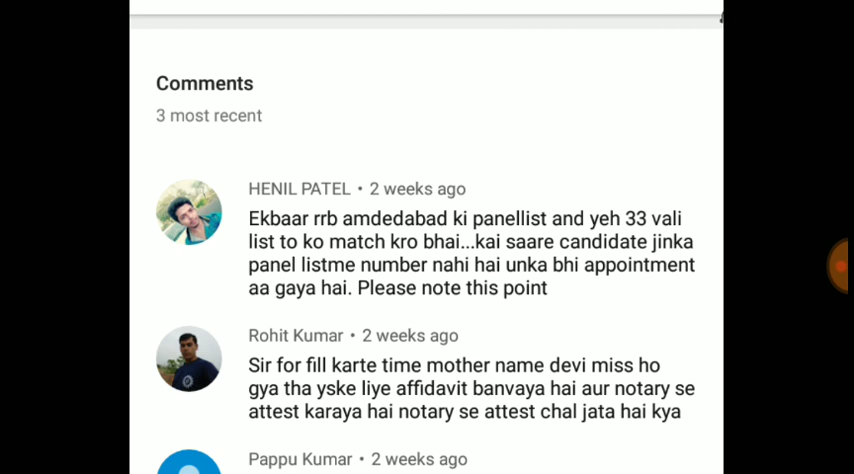 Comments
3 most recent
HENIL PATEL • 2 weeks ago
Ekbaar rrb amdedabad ki panellist and yeh 33 vali
list to ko match kro bhai...kai saare candidate jinka
panel listme number nahi hai unka bhi appointment
aa gaya hai. Please note this point
Rohit Kumar • 2 weeks ago
Sir for fill karte time mother name devi miss ho
gya tha yske liye affidavit banvaya hai aur notary se
attest karaya hai notary se attest chal jata hai kya
Pappu Kumar • 2 weeks ago